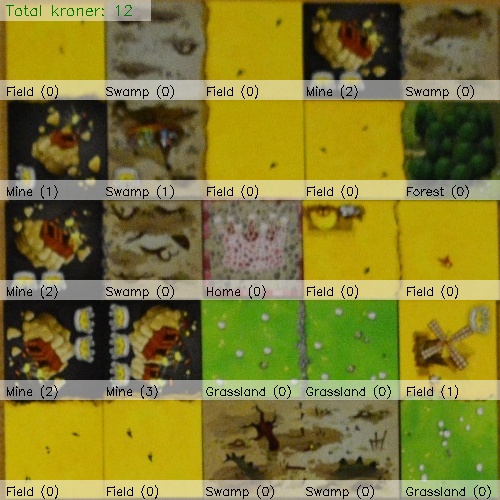 Total kroner: 12
Field (0) Swamp (0) Field (0) Mine (2) Swamp (0)
Mine (1) Swamp (1) Field (0) Field (0) Forest (0)
Mine (2) Swamp (0) Home (0) Field (0) Field (0)
Mine (2) Mine (3) Grassland (0) Grassland (0) Field (1)
Field (0) Field (0) Swamp (0) Swamp (0) Grassland (0)